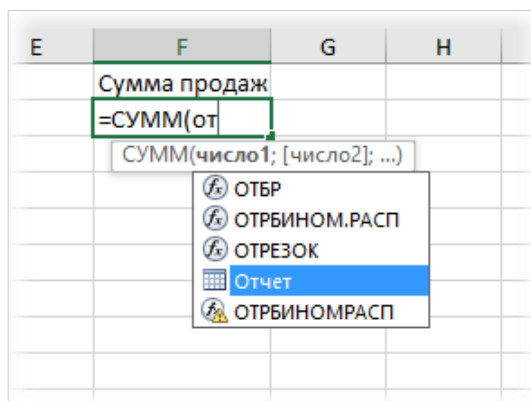 E F G H
Сумма продаж
=СУММ(от
СУММ(число1; [число2]; ...)
ОТБР
ОТРБИНОМ.РАСП
ОТРЕЗОК
Отчет
ОТРБИНОМРАСП